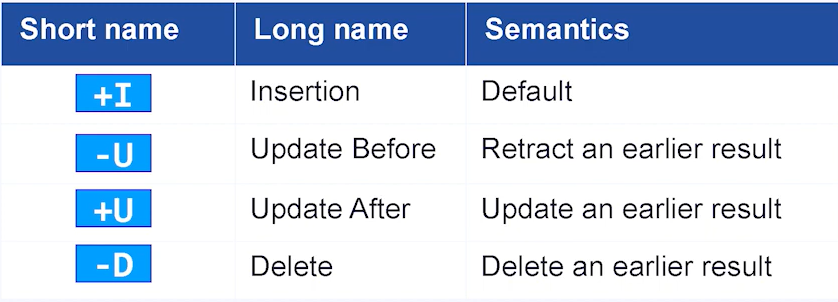 Short name Long name Semantics
+I Insertion Default
-U Update Before Retract an earlier result
+U Update After Update an earlier result
-D Delete Delete an earlier result